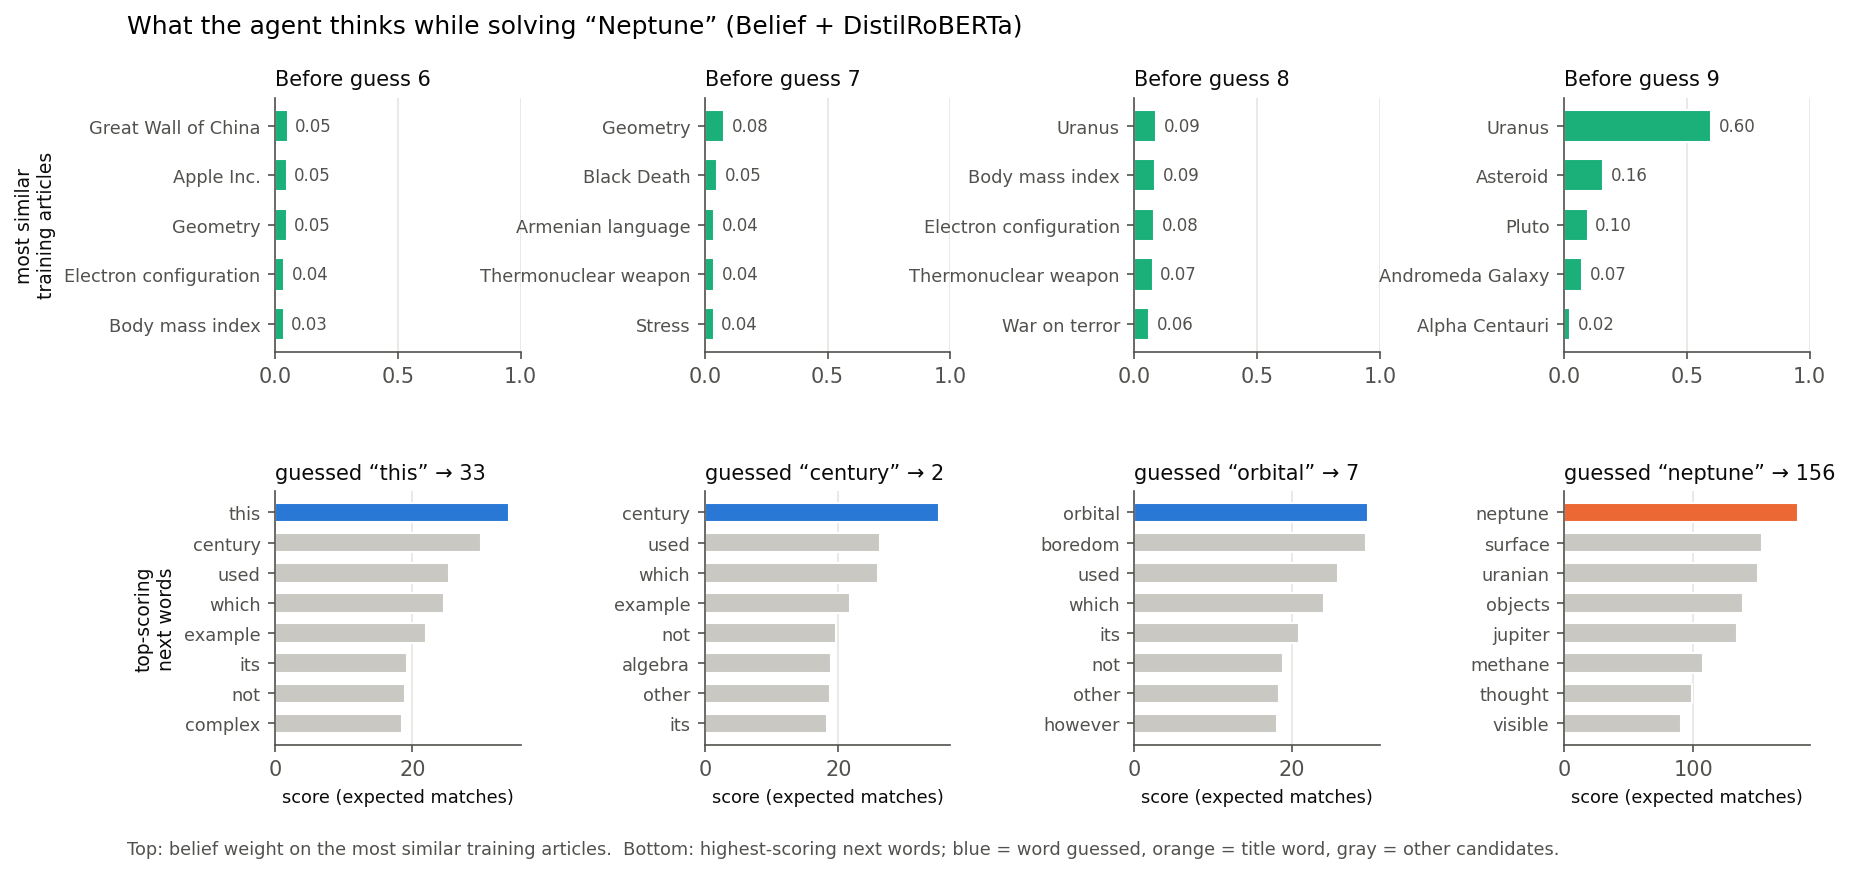 What the agent thinks while solving “Neptune” (Belief + DistilRoBERTa)
most similar
training articles
Before guess 6
Great Wall of China 0.05
Apple Inc. 0.05
Geometry 0.05
Electron configuration 0.04
Body mass index 0.03
0.0 0.5 1.0
Before guess 7
Geometry 0.08
Black Death 0.05
Armenian language 0.04
Thermonuclear weapon 0.04
Stress 0.04
0.0 0.5 1.0
Before guess 8
Uranus 0.09
Body mass index 0.09
Electron configuration 0.08
Thermonuclear weapon 0.07
War on terror 0.06
0.0 0.5 1.0
Before guess 9
Uranus 0.60
Asteroid 0.16
Pluto 0.10
Andromeda Galaxy 0.07
Alpha Centauri 0.02
0.0 0.5 1.0
top-scoring
next words
guessed “this” → 33
this
century
used
which
example
its
not
complex
0 20
score (expected matches)
guessed “century” → 2
century
used
which
example
not
algebra
other
its
0 20
score (expected matches)
guessed “orbital” → 7
orbital
boredom
used
which
its
not
other
however
0 20
score (expected matches)
guessed “neptune” → 156
neptune
surface
uranian
objects
jupiter
methane
thought
visible
0 100
score (expected matches)
Top: belief weight on the most similar training articles. Bottom: highest-scoring next words; blue = word guessed, orange = title word, gray = other candidates.